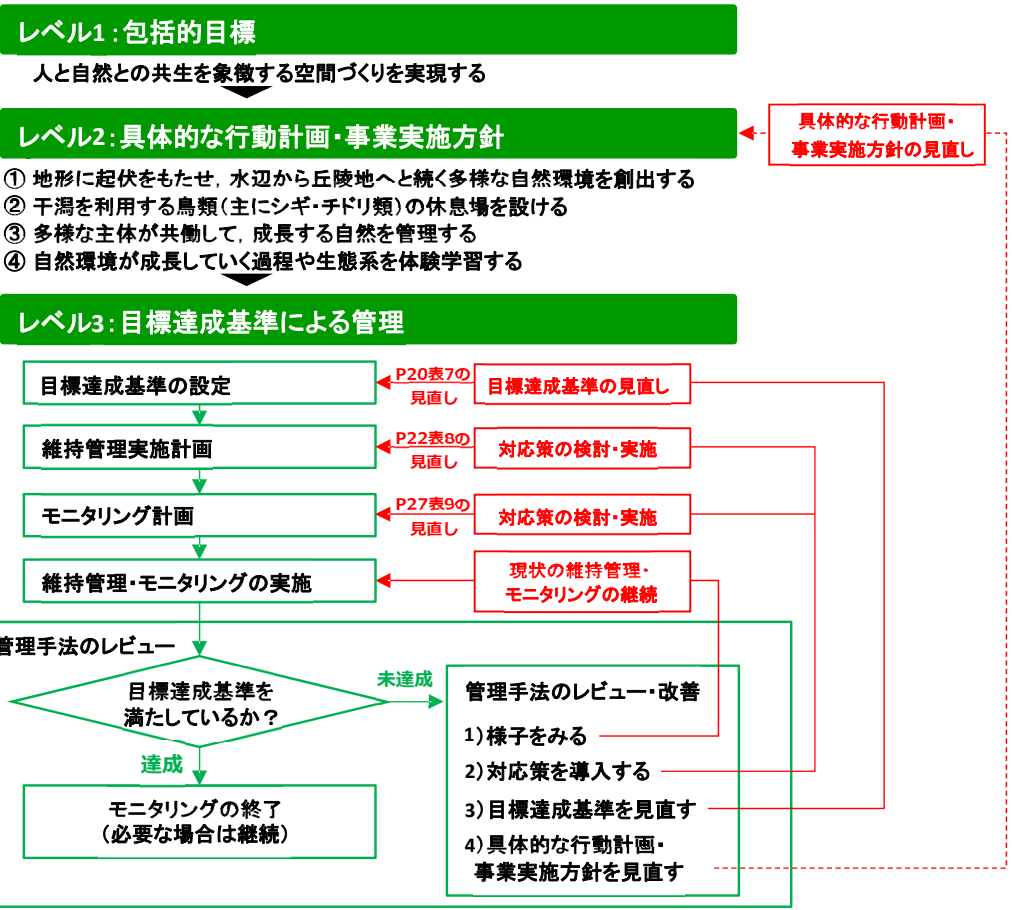 レベル1:包括的目標
人と自然との共生を象徴する空間づくりを実現する
レベル2:具体的な行動計画・事業実施方針
具体的な行動計画・
事業実施方針の見直し
① 地形に起伏をもたせ，水辺から丘陵地へと続く多様な自然環境を創出する
② 干潟を利用する鳥類(主にシギ・チドリ類)の休息場を設ける
③ 多様な主体が共働して，成長する自然を管理する
④ 自然環境が成長していく過程や生態系を体験学習する
レベル3:目標達成基準による管理
目標達成基準の設定
P20表7の
見直し
目標達成基準の見直し
維持管理実施計画
P22表8の
見直し
対応策の検討・実施
モニタリング計画
P27表9の
見直し
対応策の検討・実施
維持管理・モニタリングの実施
現状の維持管理・
モニタリングの継続
管理手法のレビュー
目標達成基準を
満たしているか？
未達成
達成
モニタリングの終了
(必要な場合は継続)
管理手法のレビュー・改善
1)様子をみる
2)対応策を導入する
3)目標達成基準を見直す
4)具体的な行動計画・
事業実施方針を見直す